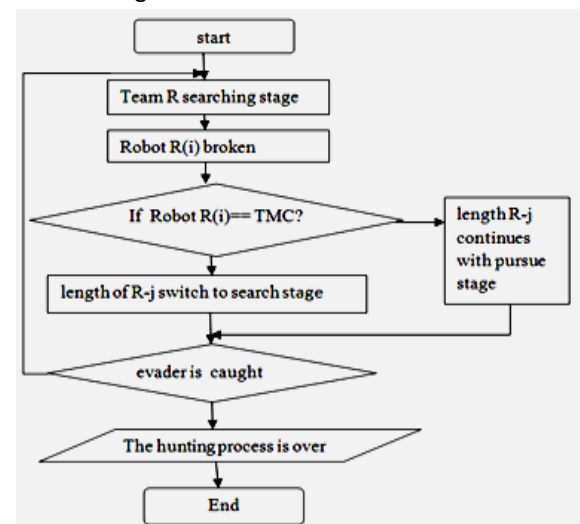 start
Team R searching stage
Robot R(i) broken
If Robot R(i)== TMC?
length R-j
continues
with pursue
stage
length of R-j switch to search stage
evader is caught
The hunting process is over
End